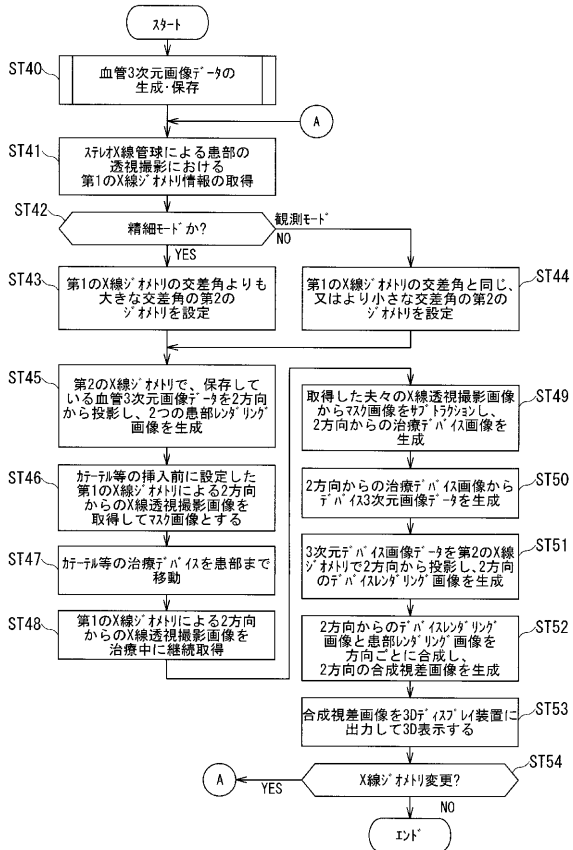 スタート
ST40
血管3次元画像データの
生成・保存
A
ST41
ステレオX線管球による患部の
透視撮影における
第1のX線ジオメトリ情報の取得
ST42
精細モードか?
観測モード
NO
YES
ST43
第1のX線ジオメトリの交差角よりも
大きな交差角の第2の
ジオメトリを設定
第1のX線ジオメトリの交差角と同じ、
又はより小さな交差角の第2の
ジオメトリを設定
ST44
ST45
第2のX線ジオメトリで、保存して
いる血管3次元画像データを2方向
から投影し、2つの患部レンダリング
画像を生成
ST46
カテーテル等の挿入前に設定した
第1のX線ジオメトリによる2方向
からのX線透視撮影画像を
取得してマスク画像とする
ST47
カテーテル等の治療デバイスを患部まで
移動
ST48
第1のX線ジオメトリによる2方向
からのX線透視撮影画像を
治療中に継続取得
取得した夫々のX線透視撮影画像
からマスク画像をサブトラクションし、
2方向からの治療デバイス画像を
生成
ST49
2方向からの治療デバイス画像から
デバイス3次元画像データを生成
ST50
3次元デバイス画像データを第2のX線
ジオメトリで2方向から投影し、2方向
のデバイスレンダリング画像を生成
ST51
2方向からのデバイスレンダリング
画像と患部レンダリング画像を
方向ごとに合成し、
2方向の合成視差画像を生成
ST52
合成視差画像を3Dディスプレイ装置に
出力して3D表示する
ST53
X線ジオメトリ変更?
ST54
A
YES
NO
エンド